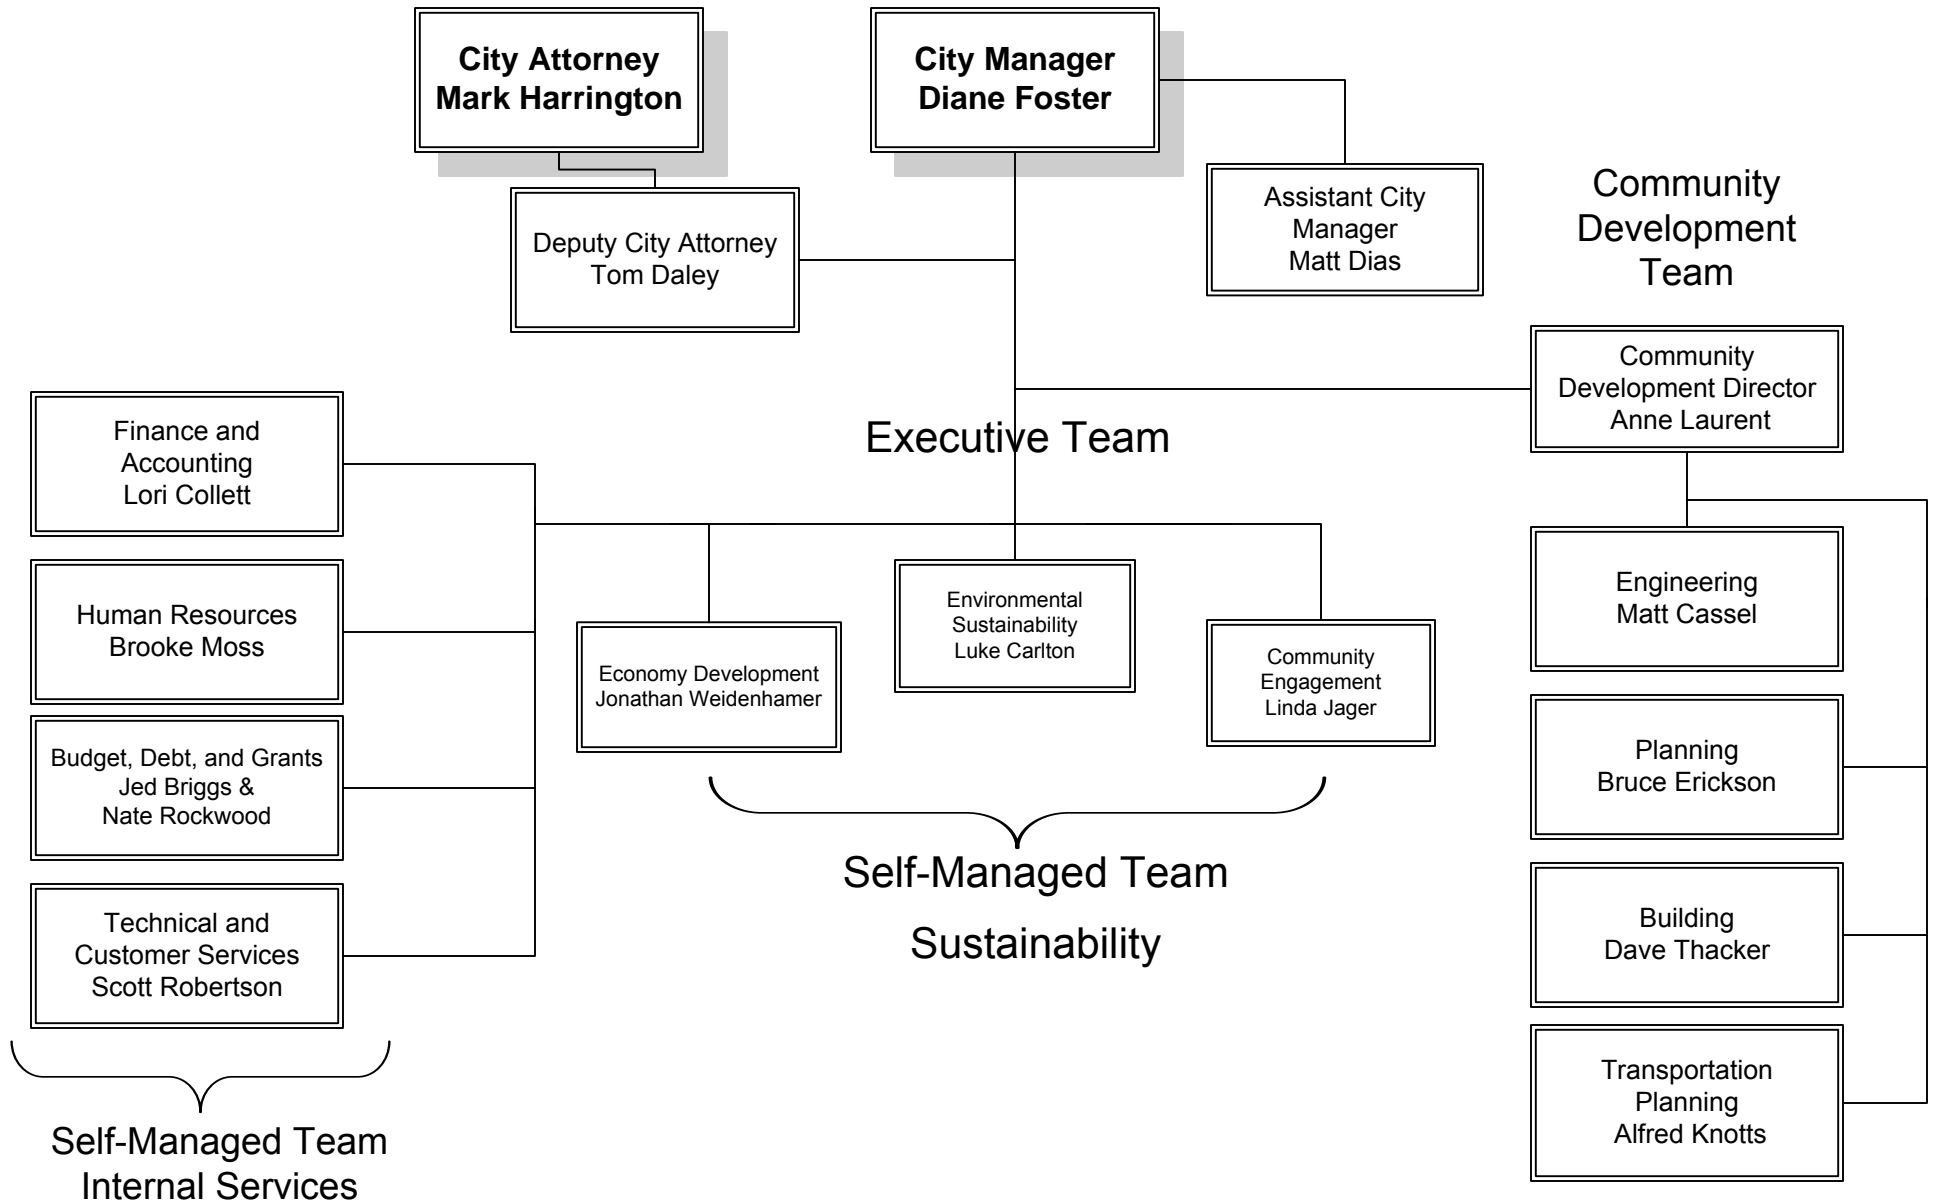 City Attorney
Mark Harrington
City Manager
Diane Foster
Deputy City Attorney
Tom Daley
Assistant City
Manager
Matt Dias
Community
Development
Team
Community
Development Director
Anne Laurent
Executive Team
Finance and
Accounting
Lori Collett
Human Resources
Brooke Moss
Budget, Debt, and Grants
Jed Briggs &
Nate Rockwood
Technical and
Customer Services
Scott Robertson
Self-Managed Team
Internal Services
Economy Development
Jonathan Weidenhamer
Environmental
Sustainability
Luke Carlton
Community
Engagement
Linda Jager
Self-Managed Team
Sustainability
Engineering
Matt Cassel
Planning
Bruce Erickson
Building
Dave Thacker
Transportation
Planning
Alfred Knotts